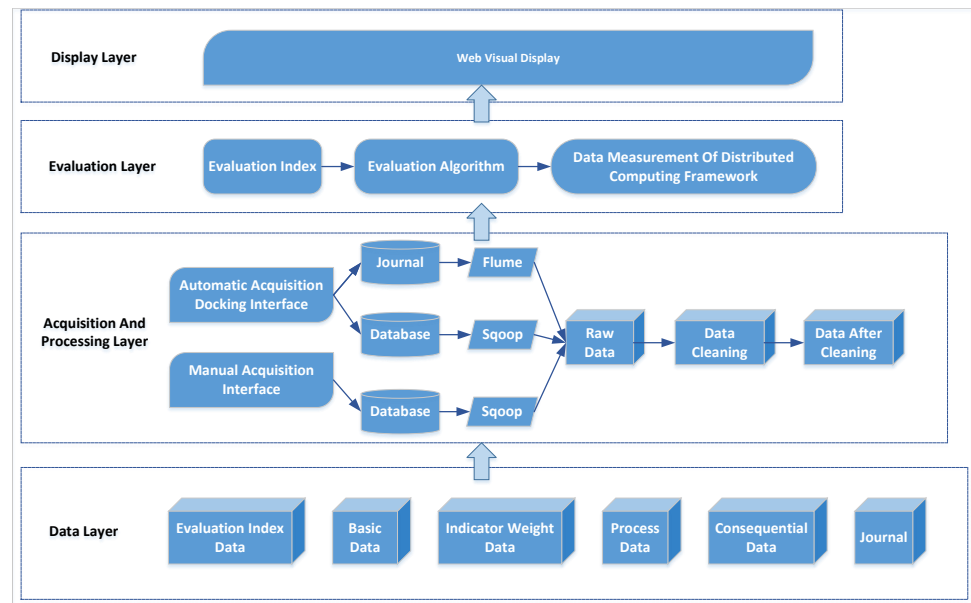 Display Layer
Web Visual Display
Evaluation Layer
Evaluation Index
Evaluation Algorithm
Data Measurement Of Distributed
Computing Framework
Acquisition And
Processing Layer
Automatic Acquisition
Docking Interface
Journal
Flume
Database
Sqoop
Manual Acquisition
Interface
Database
Sqoop
Raw
Data
Data
Cleaning
Data After
Cleaning
Data Layer
Evaluation Index
Data
Basic
Data
Indicator Weight
Data
Process
Data
Consequential
Data
Journal